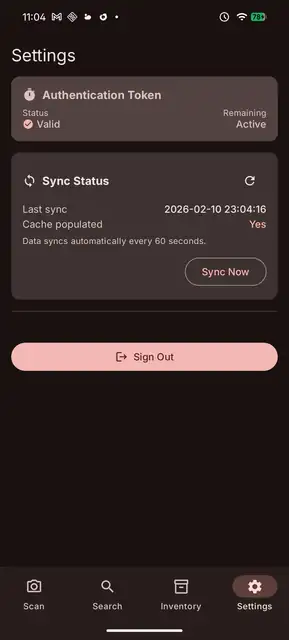 11:04
78+
Settings
Authentication Token
Status Remaining
Valid Active
Sync Status
Last sync 2026-02-10 23:04:16
Cache populated Yes
Data syncs automatically every 60 seconds.
Sync Now
Sign Out
Scan Search Inventory Settings